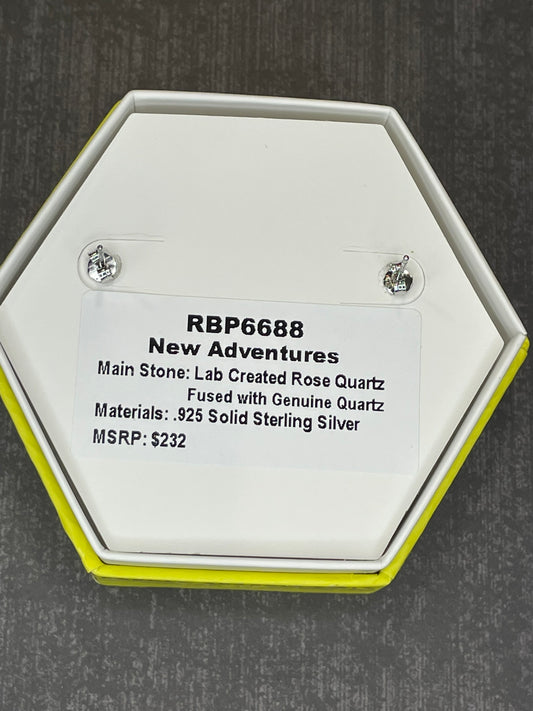 RBP6688
New Adventures
Main Stone: Lab Created Rose Quartz
Fused with Genuine Quartz
Materials: .925 Solid Sterling Silver
MSRP: $232